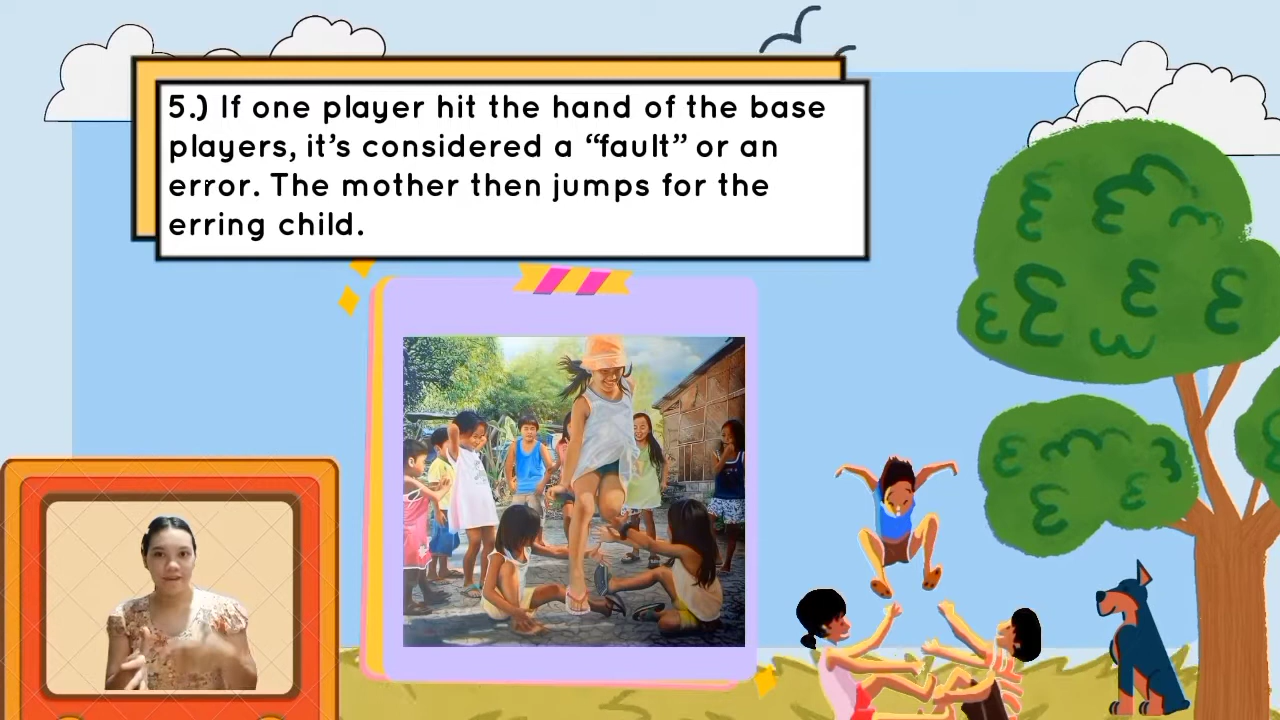 5.) If one player hit the hand of the base
players, it's considered a “fault” or an
error. The mother then jumps for the
erring child.